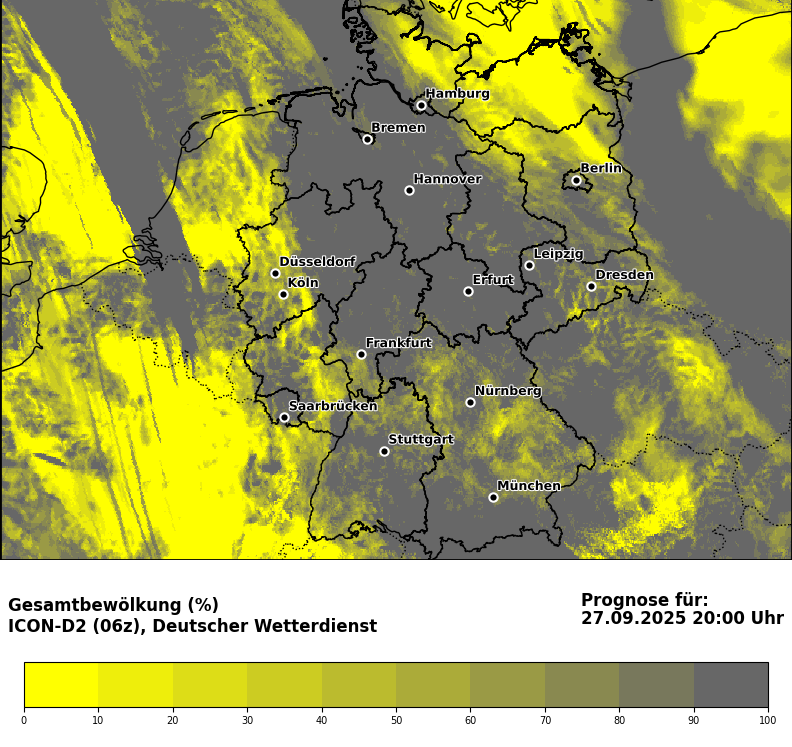 Hamburg
Bremen
Berlin
Hannover
Leipzig
Düsseldorf
Dresden
Erfurt
Köln
Frankfurt
Nürnberg
Saarbrücken
Stuttgart
München
Gesamtbewölkung (%)
ICON-D2 (06z), Deutscher Wetterdienst
Prognose für:
27.09.2025 20:00 Uhr
0 10 20 30 40 50 60 70 80 90 100